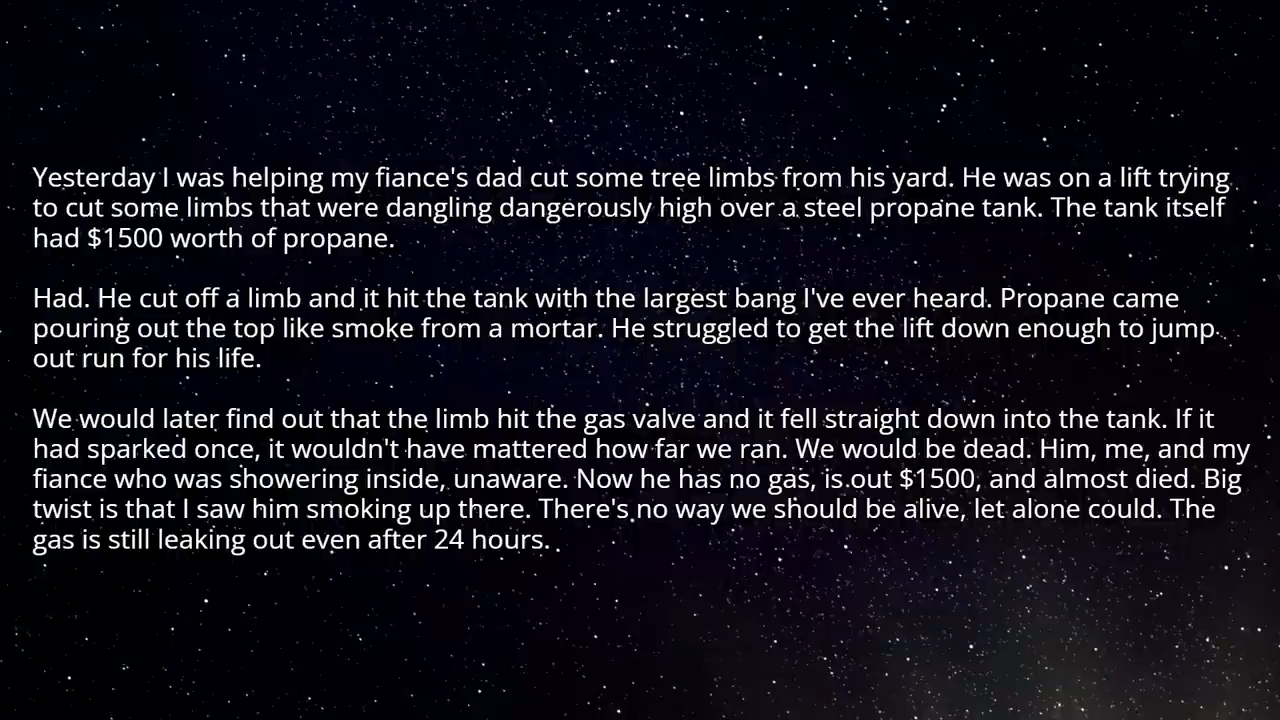 Yesterday I was helping my fiance's dad cut some tree limbs from his yard. He was on a lift trying
to cut some limbs that were dangling dangerously high over a steel propane tank. The tank itself
had $1500 worth of propane.
Had. He cut off a limb and it hit the tank with the largest bang I've ever heard. Propane came
pouring out the top like smoke from a mortar. He struggled to get the lift down enough to jump
out run for his life.
We would later find out that the limb hit the gas valve and it fell straight down into the tank. If it
had sparked once, it wouldn't have mattered how far we ran. We would be dead. Him, me, and my
fiance who was showering inside, unaware. Now he has no gas, is out $1500, and almost died. Big
twist is that I saw him smoking up there. There's no way we should be alive, let alone could. The
gas is still leaking out even after 24 hours.